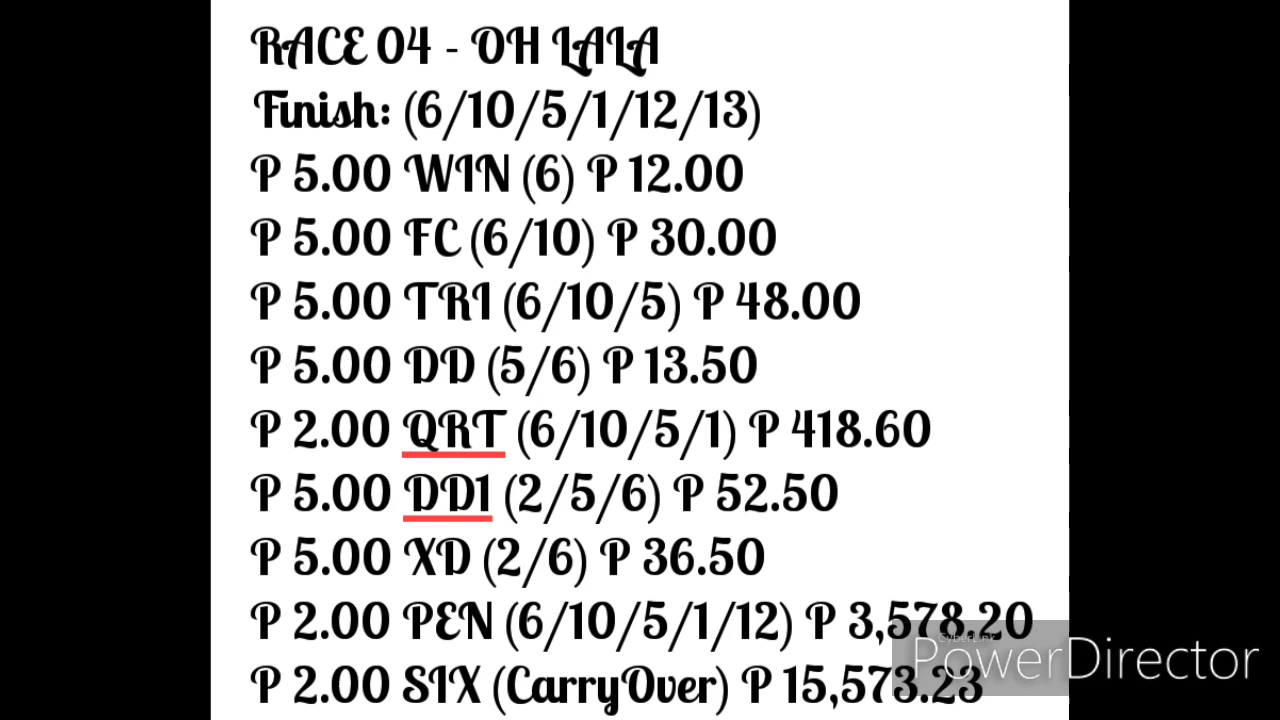 RACE 04 - OH LALA
Finish: (6/10/5/1/12/13)
P 5.00 WIN (6) P 12.00
P 5.00 FC (6/10) P 30.00
P 5.00 TRI (6/10/5) P 48.00
P 5.00 DD (5/6) P 13.50
P 2.00 QRT (6/10/5/1) P 418.60
P 5.00 DD1 (2/5/6) P 52.50
P 5.00 XD (2/6) P 36.50
P 2.00 PEN (6/10/5/1/12) P 3,578.20
CyberLink
PowerDirector
P 2.00 SIX (CarryOver) P 15,573.23